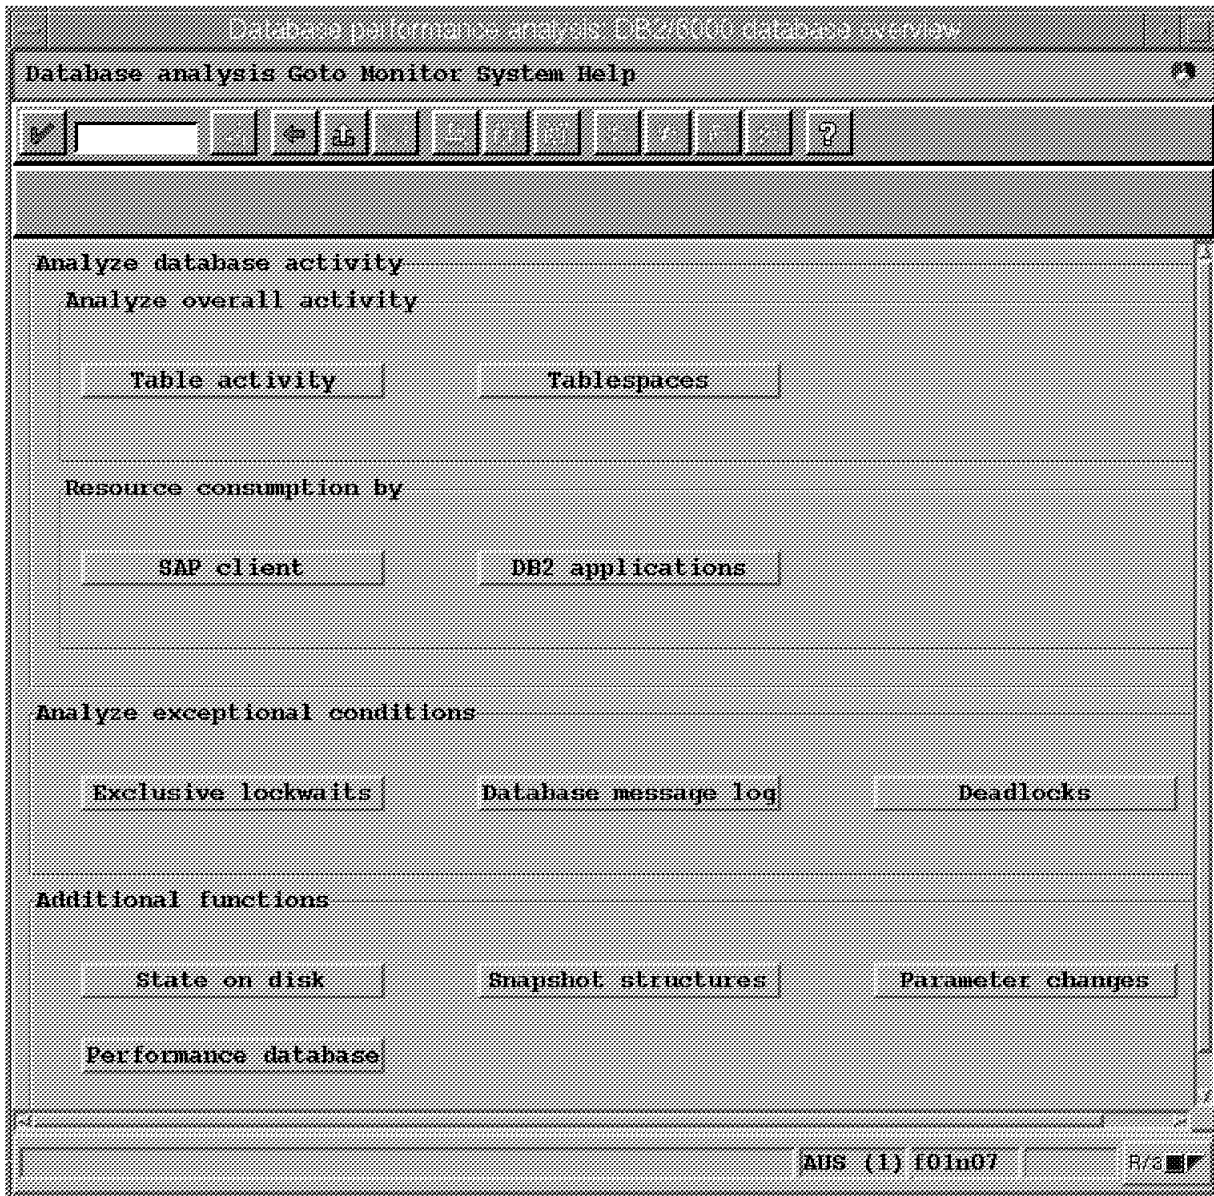 Database performance analysis: DB2/6000 database overview
Database analysis Goto Monitor System Help
?
Analyze database activity
Analyze overall activity
Table activity Tablespaces
Resource consumption by
SAP client DB2 applications
Analyze exceptional conditions
Exclusive lockwaits Database message log Deadlocks
Additional functions
State on disk Snapshot structures Parameter changes
Performance database
AUS (1) f01n07 R/3